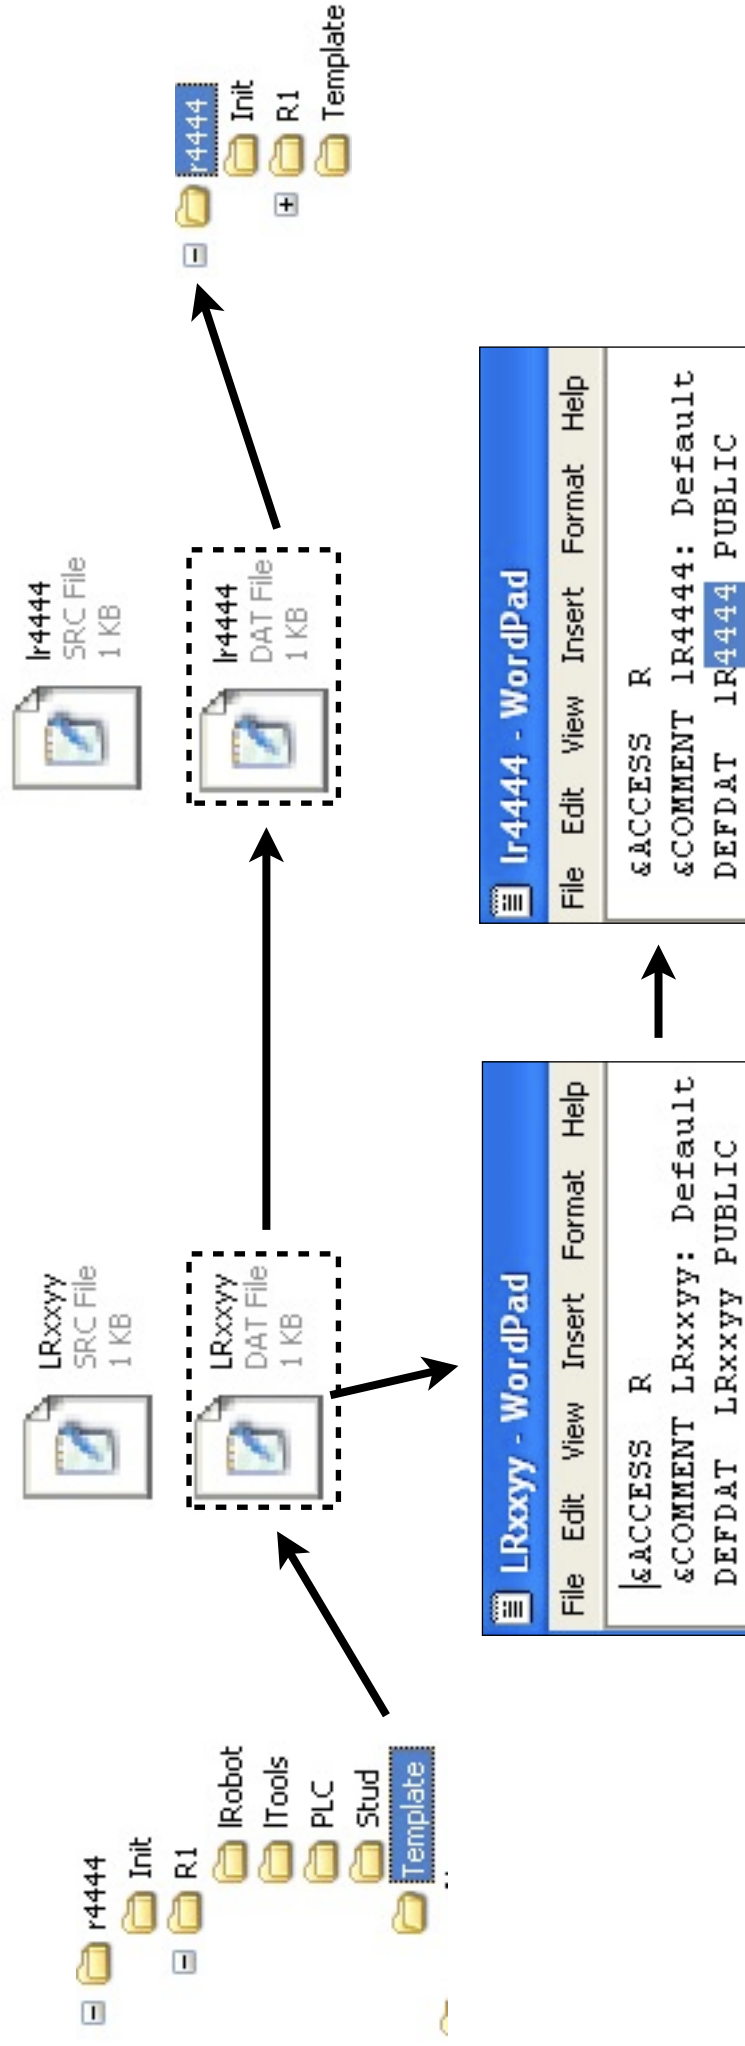 r4444
Init
R1
lRobot
lTools
PLC
Stud
Template
LRxxyy
SRC File
1 KB
LRxxyy
DAT File
1 KB
lr4444
SRC File
1 KB
lr4444
DAT File
1 KB
r4444
Init
R1
Template
LRxxyy - WordPad
File Edit View Insert Format Help
&ACCESS R
&COMMENT LRxxyy: Default
DEFDAT LRxxyy PUBLIC
lr4444 - WordPad
File Edit View Insert Format Help
&ACCESS R
&COMMENT lR4444: Default
DEFDAT lR4444 PUBLIC